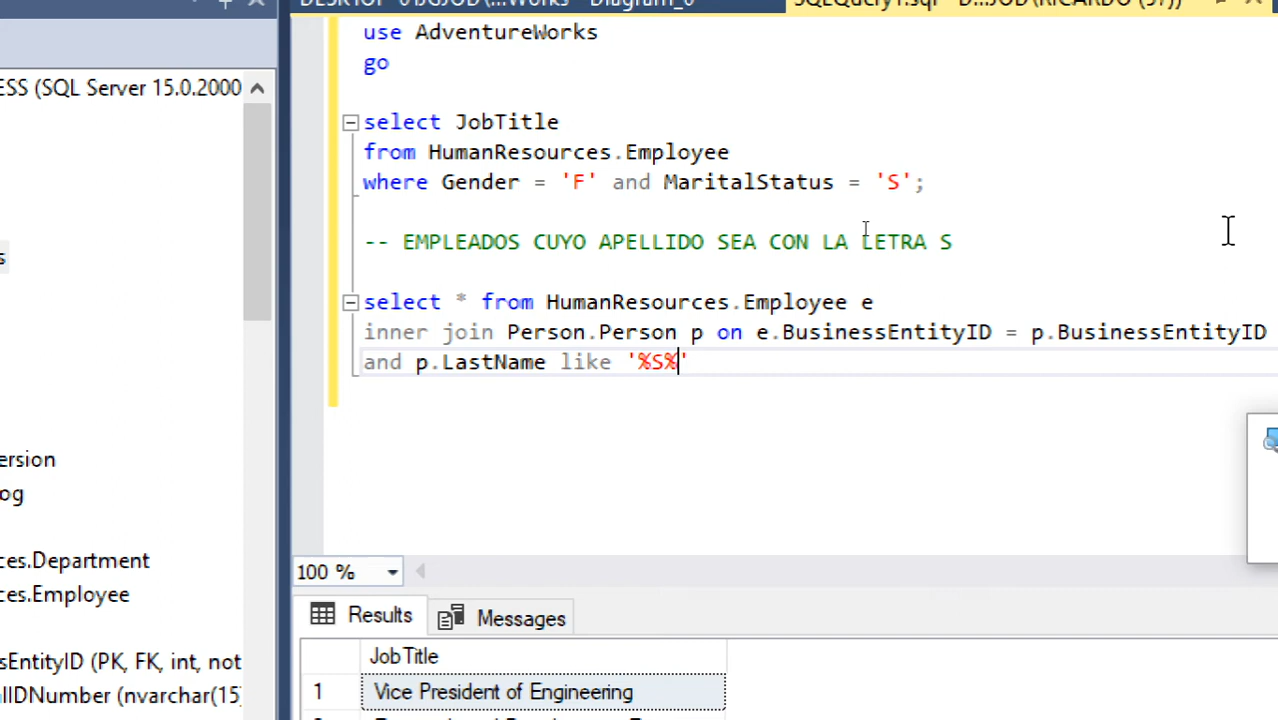 use AdventureWorks
go
select JobTitle
from HumanResources.Employee
where Gender = 'F' and MaritalStatus = 'S';
-- EMPLEADOS CUYO APELLIDO SEA CON LA LETRA S
select * from HumanResources.Employee e
inner join Person.Person p on e.BusinessEntityID = p.BusinessEntityID
and p.LastName like '%S%'
ESS (SQL Server 15.0.2000
s
ersion
og
ces.Department
ces.Employee
sEntityID (PK, FK, int, not
lIDNumber (nvarchar(15)
100 %
Results
Messages
JobTitle
1 Vice President of Engineering